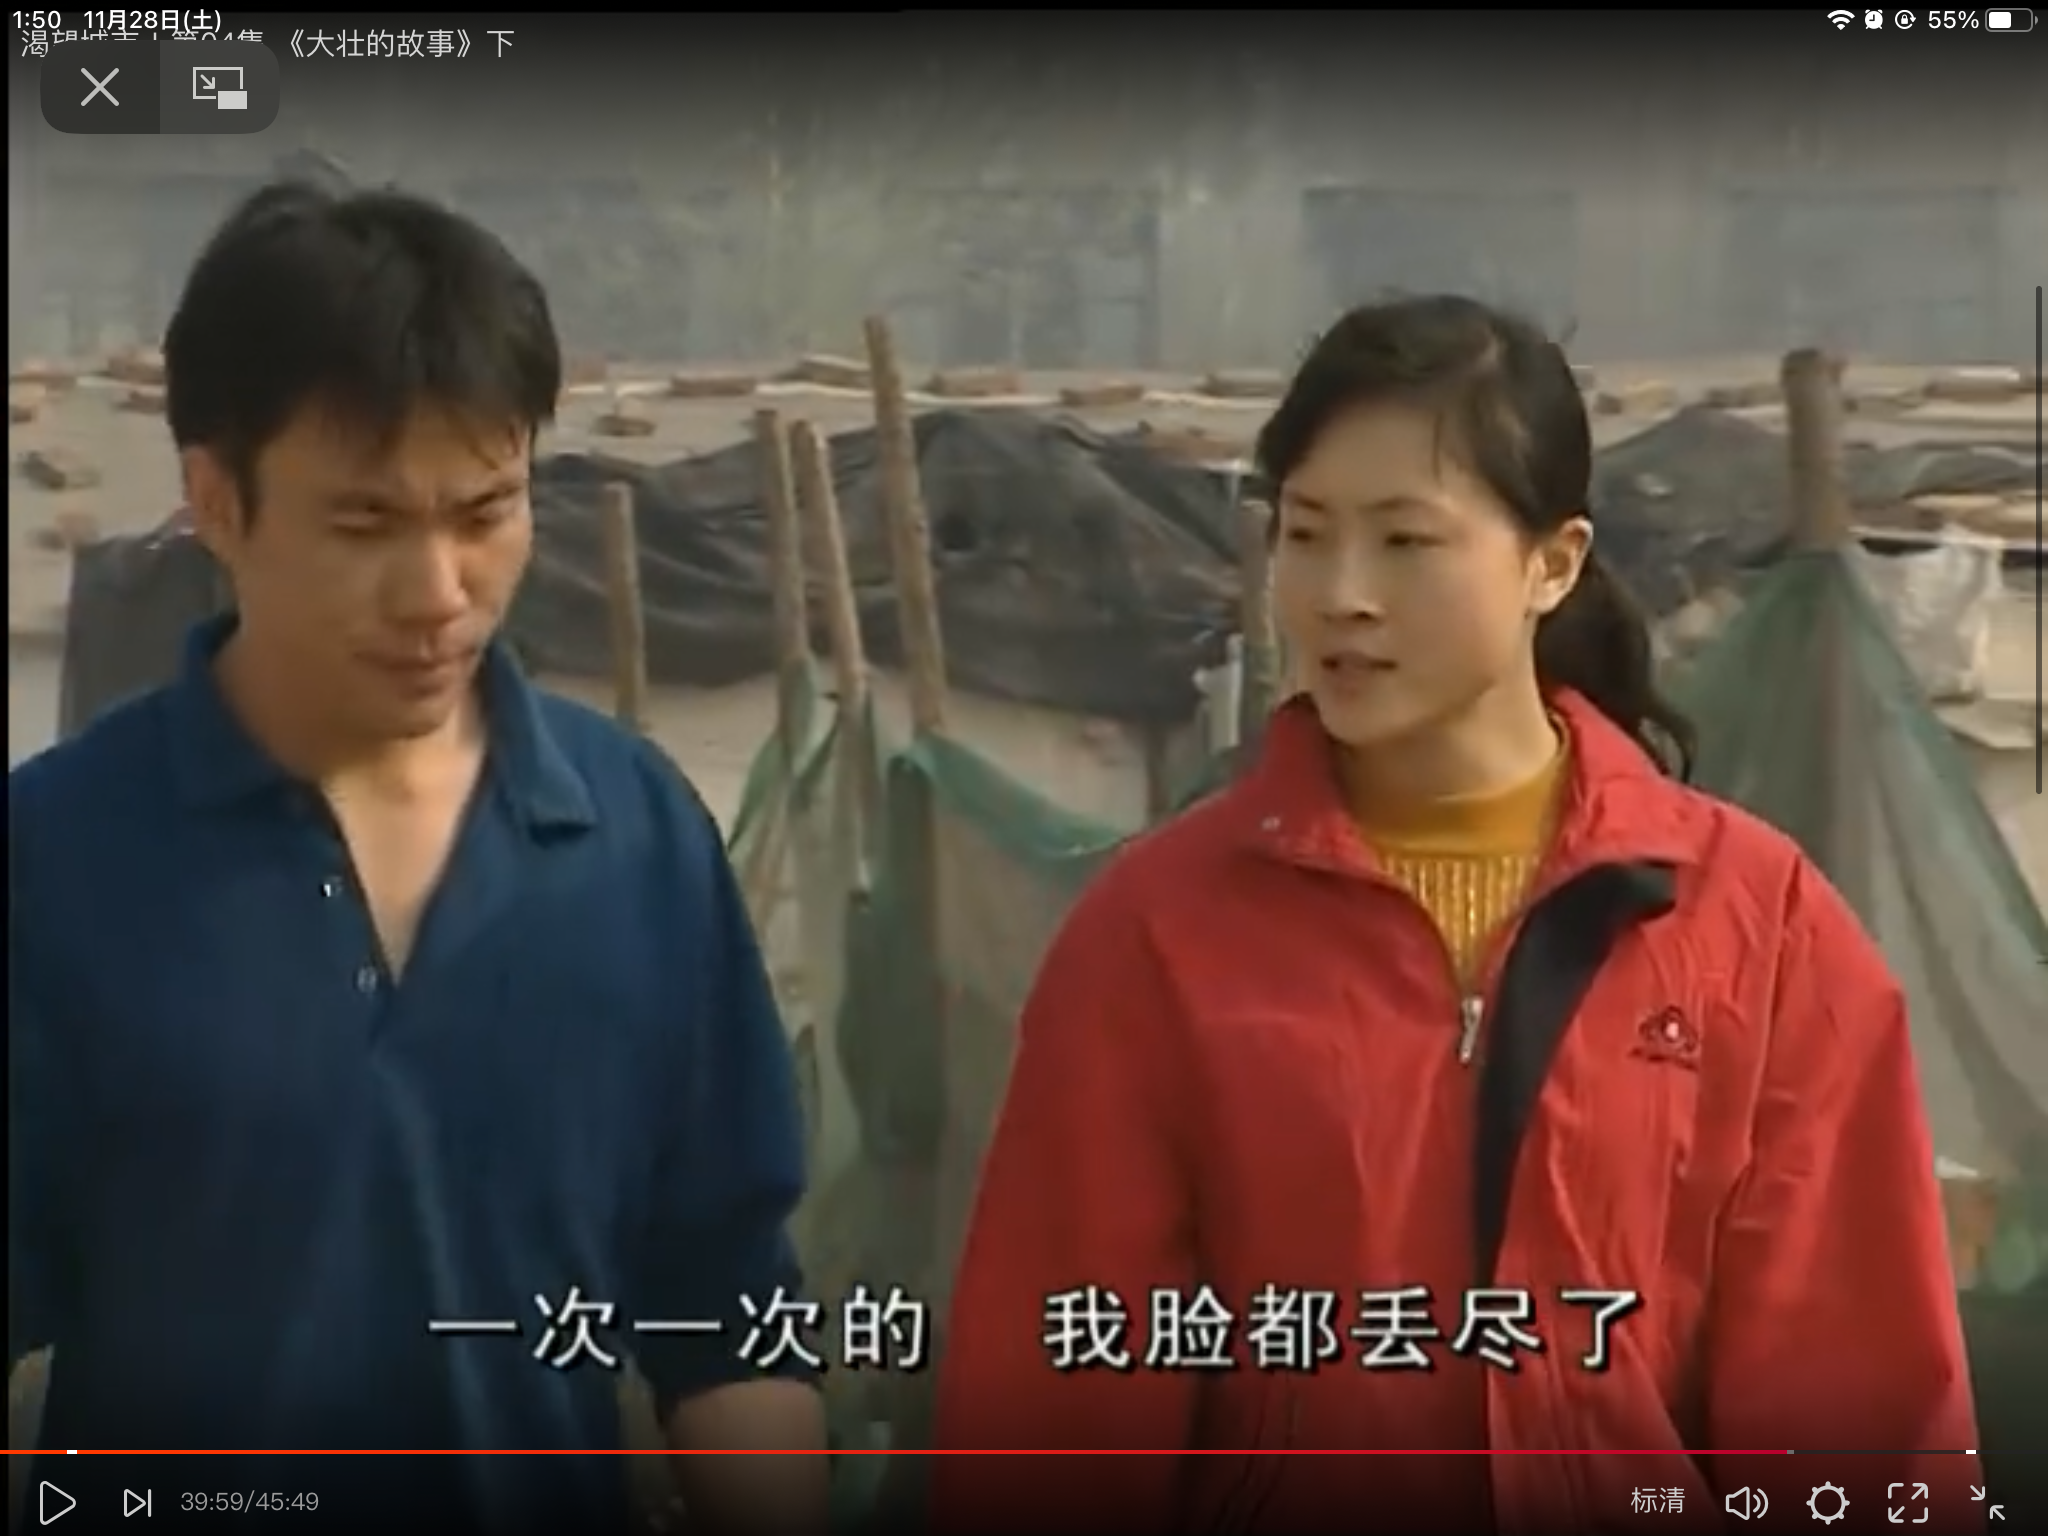 1:50 11月28日(土) 55%
《大壮的故事》下
一次一次的 我脸都丢尽了
39:59/45:49 标清